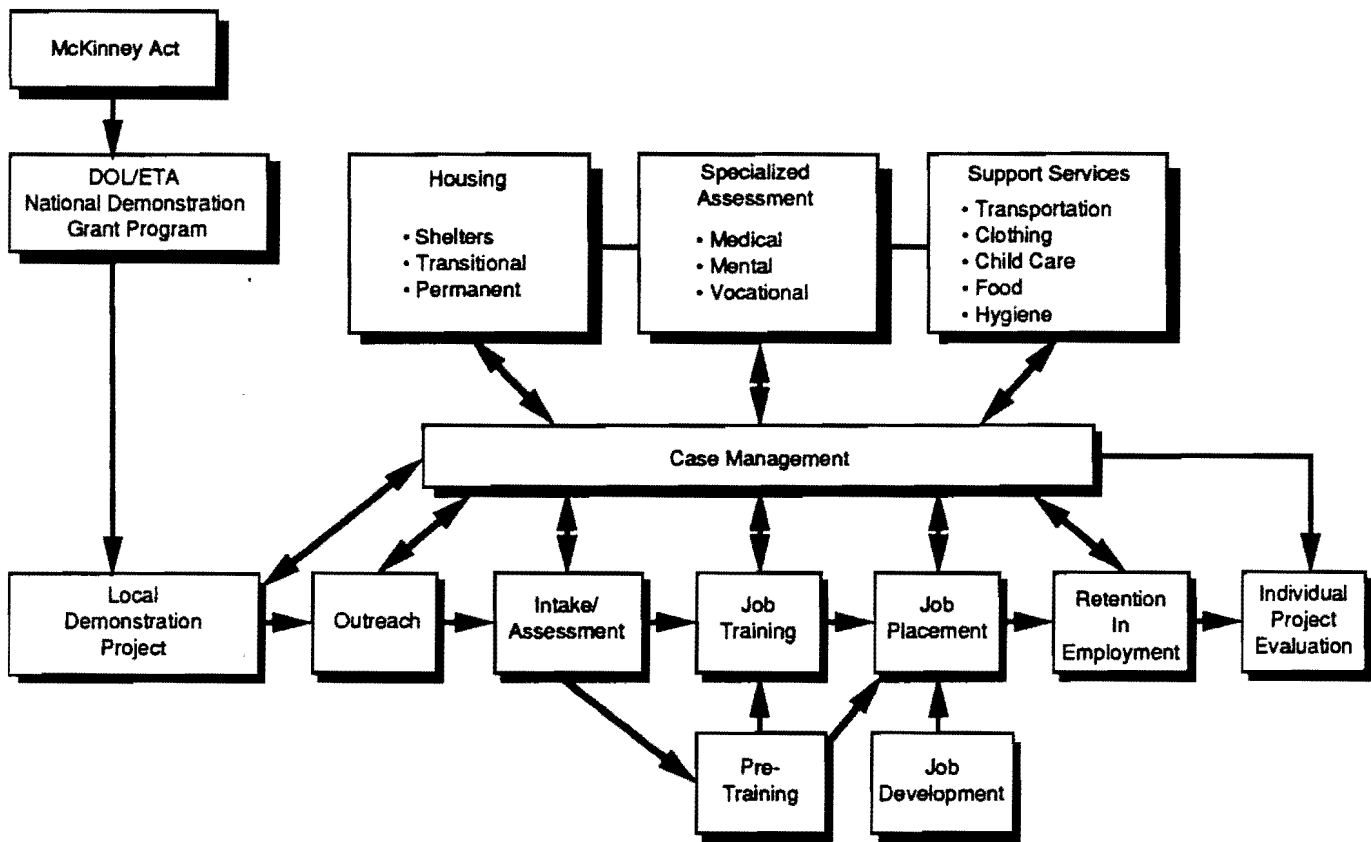 McKinney Act
DOL/ETA
National Demonstration
Grant Program
Housing
• Shelters
• Transitional
• Permanent
Specialized
Assessment
• Medical
• Mental
• Vocational
Support Services
• Transportation
• Clothing
• Child Care
• Food
• Hygiene
Case Management
Local
Demonstration
Project
Outreach
Intake/
Assessment
Job
Training
Job
Placement
Retention
In
Employment
Individual
Project
Evaluation
Pre-
Training
Job
Development